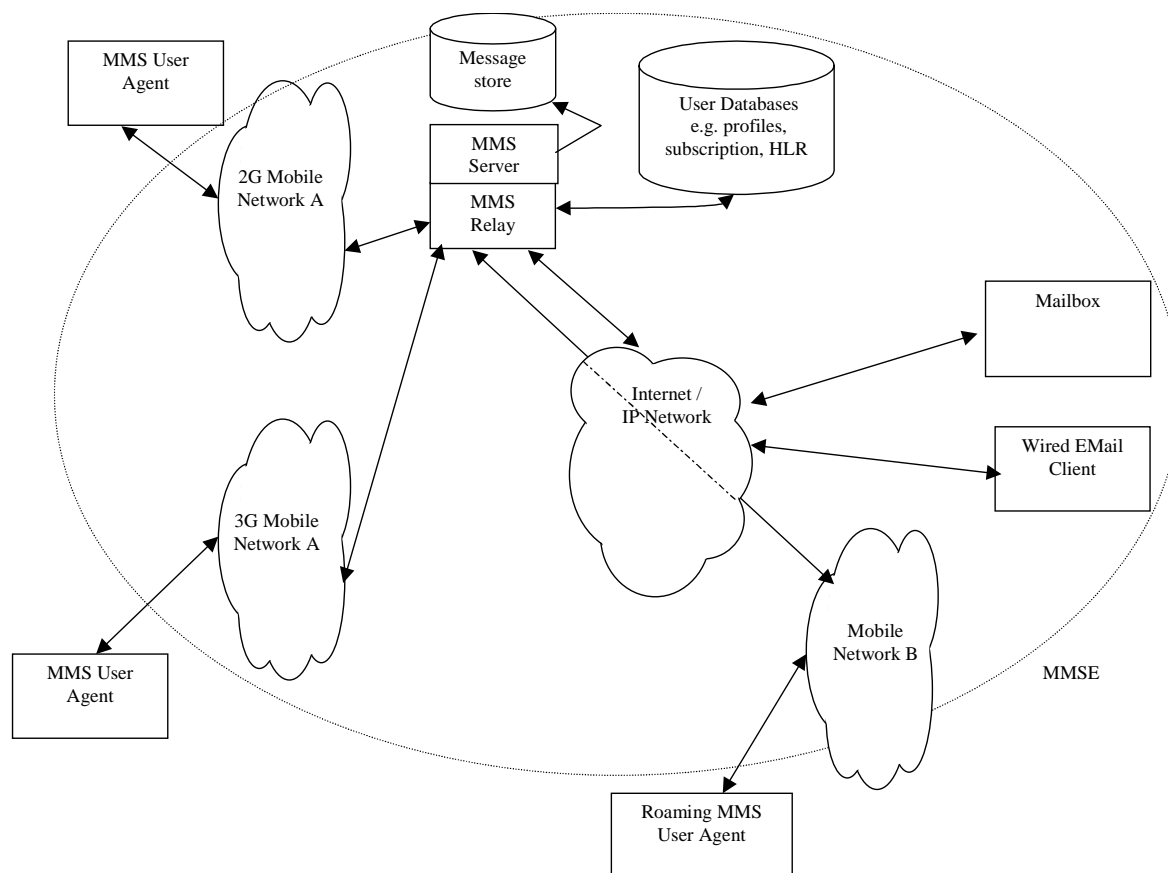 MMS User
Agent
Message
store
User Databases
e.g. profiles,
subscription, HLR
MMS
Server
2G Mobile
Network A
MMS
Relay
Mailbox
Internet /
IP Network
Wired EMail
Client
3G Mobile
Network A
Mobile
Network B
MMS User
Agent
MMSE
Roaming MMS
User Agent